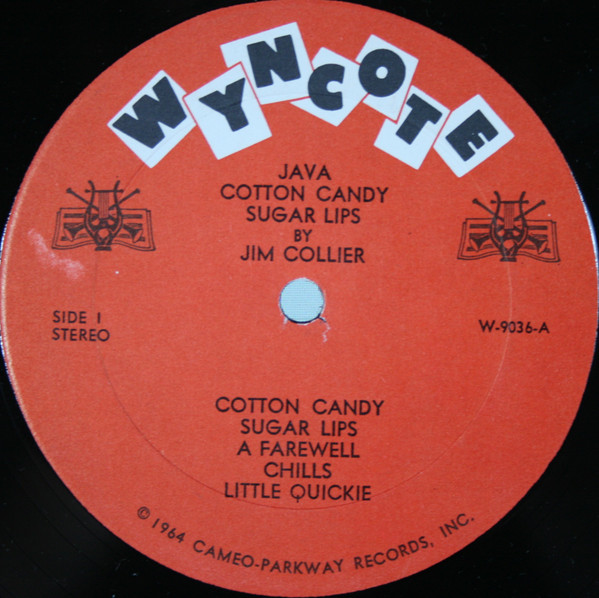 WYNCOTE
JAVA
COTTON CANDY
SUGAR LIPS
BY
JIM COLLIER
SIDE 1
STEREO
W-9036-A
COTTON CANDY
SUGAR LIPS
A FAREWELL
CHILLS
LITTLE QUICKIE
© 1964 CAMEO-PARKWAY RECORDS, INC.